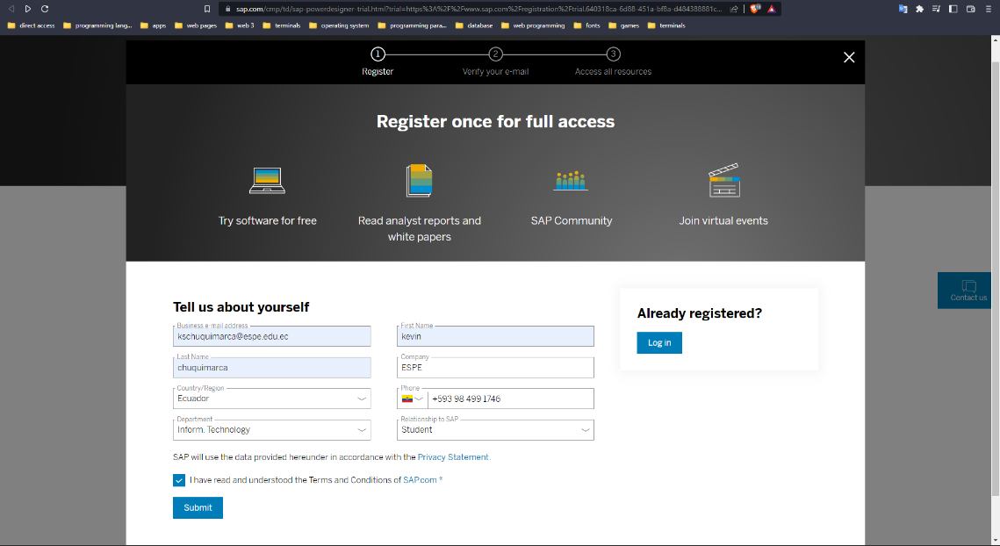 sap.com/cmp/td/sap-powerdesigner-trial.html?trial=https%3A%2F%2Fwww.sap.com%2Fregistration%2Ftrial.640318ca-6d88-451a-bf8a-d484388881c...
direct access programming lang... apps web pages web 3 terminals operating system programming para... database web programming fonts games terminals
1 2 3
Register Verify your e-mail Access all resources
Register once for full access
Try software for free Read analyst reports and SAP Community Join virtual events
white papers
Contact us
Tell us about yourself
Already registered?
Log in
Business e-mail address First Name
kschuquimarca@espe.edu.ec kevin
Last Name Company
chuquimarca ESPE
Country/Region Phone
Ecuador +593 98 499 1746
Department Relationship to SAP
Inform. Technology Student
SAP will use the data provided hereunder in accordance with the Privacy Statement.
I have read and understood the Terms and Conditions of SAP.com *
Submit